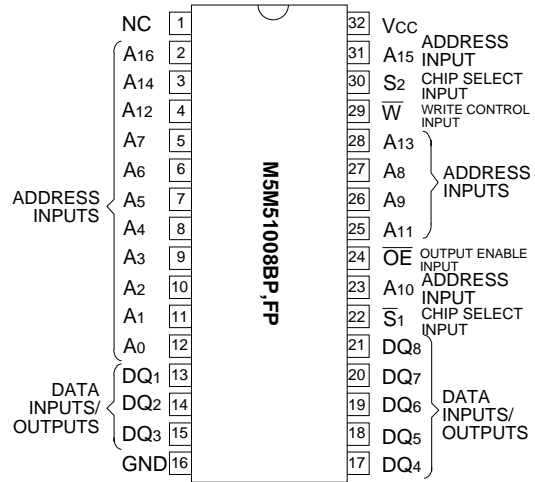 NC 1
A16 2
A14 3
A12 4
A7 5
A6 6
A5 7
A4 8
A3 9
A2 10
A1 11
A0 12
DQ1 13
DQ2 14
DQ3 15
GND 16
ADDRESS
INPUTS
DATA
INPUTS/
OUTPUTS
M5M51008BP,FP
32 VCC
31 A15 ADDRESS
INPUT
30 S2 CHIP SELECT
INPUT
29 W̅ WRITE CONTROL
INPUT
28 A13
27 A8
26 A9
25 A11
ADDRESS
INPUTS
24 O̅E̅ OUTPUT ENABLE
INPUT
23 A10 ADDRESS
INPUT
22 S̅1 CHIP SELECT
INPUT
21 DQ8
20 DQ7
19 DQ6
18 DQ5
17 DQ4
DATA
INPUTS/
OUTPUTS